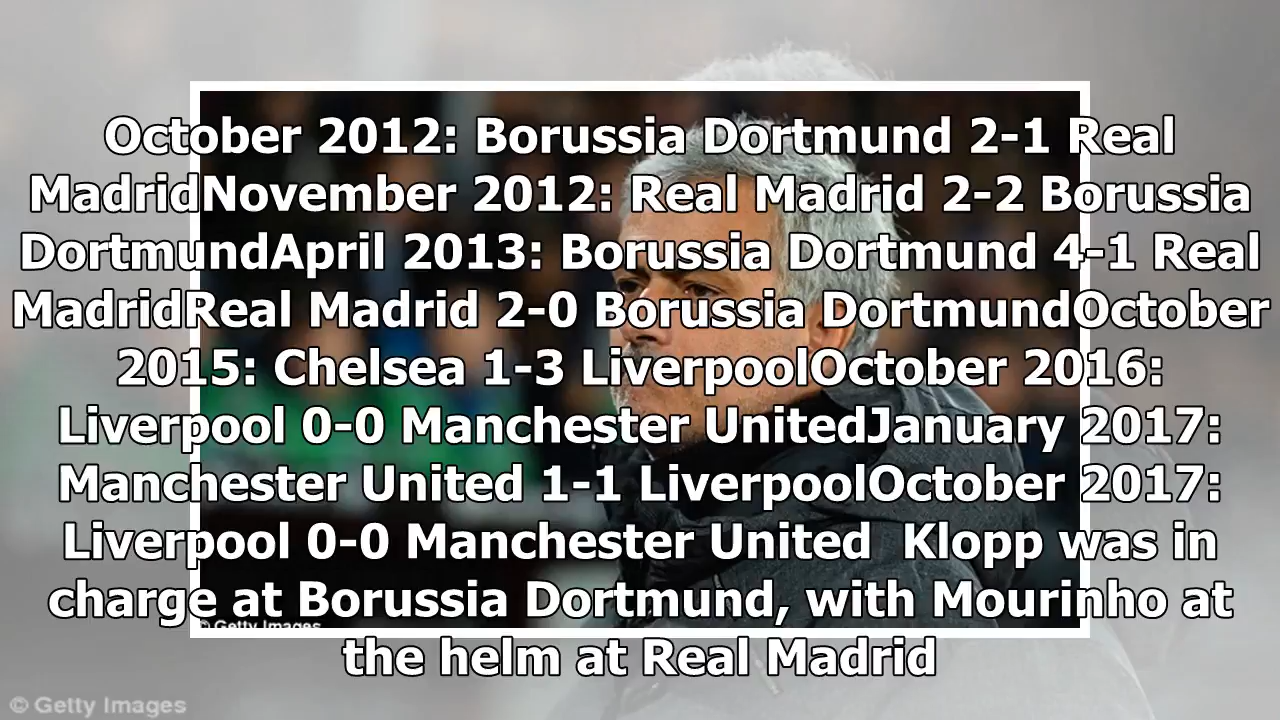 October 2012: Borussia Dortmund 2-1 Real
MadridNovember 2012: Real Madrid 2-2 Borussia
DortmundApril 2013: Borussia Dortmund 4-1 Real
MadridReal Madrid 2-0 Borussia DortmundOctober
2015: Chelsea 1-3 LiverpoolOctober 2016:
Liverpool 0-0 Manchester UnitedJanuary 2017:
Manchester United 1-1 LiverpoolOctober 2017:
Liverpool 0-0 Manchester United  Klopp was in
charge at Borussia Dortmund, with Mourinho at
© Getty Images
the helm at Real Madrid
© Getty Images